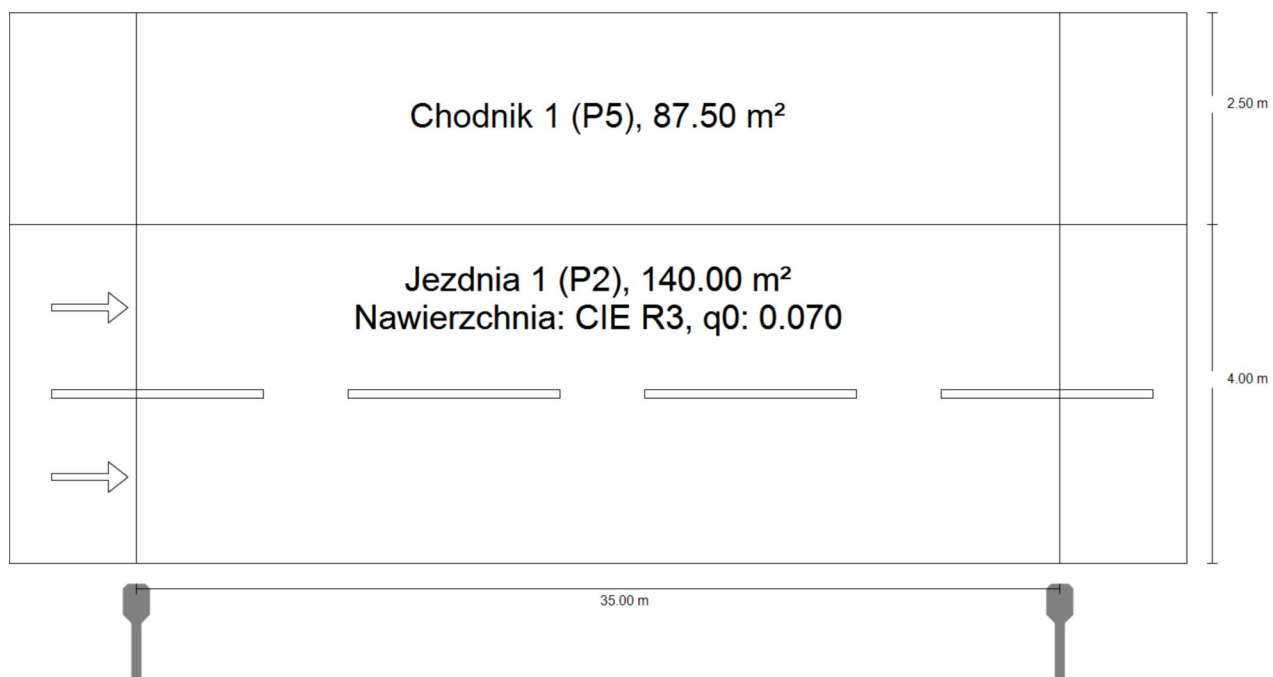 Chodnik 1 (P5), 87.50 m²
2.50 m
Jezdnia 1 (P2), 140.00 m²
Nawierzchnia: CIE R3, q0: 0.070
4.00 m
35.00 m